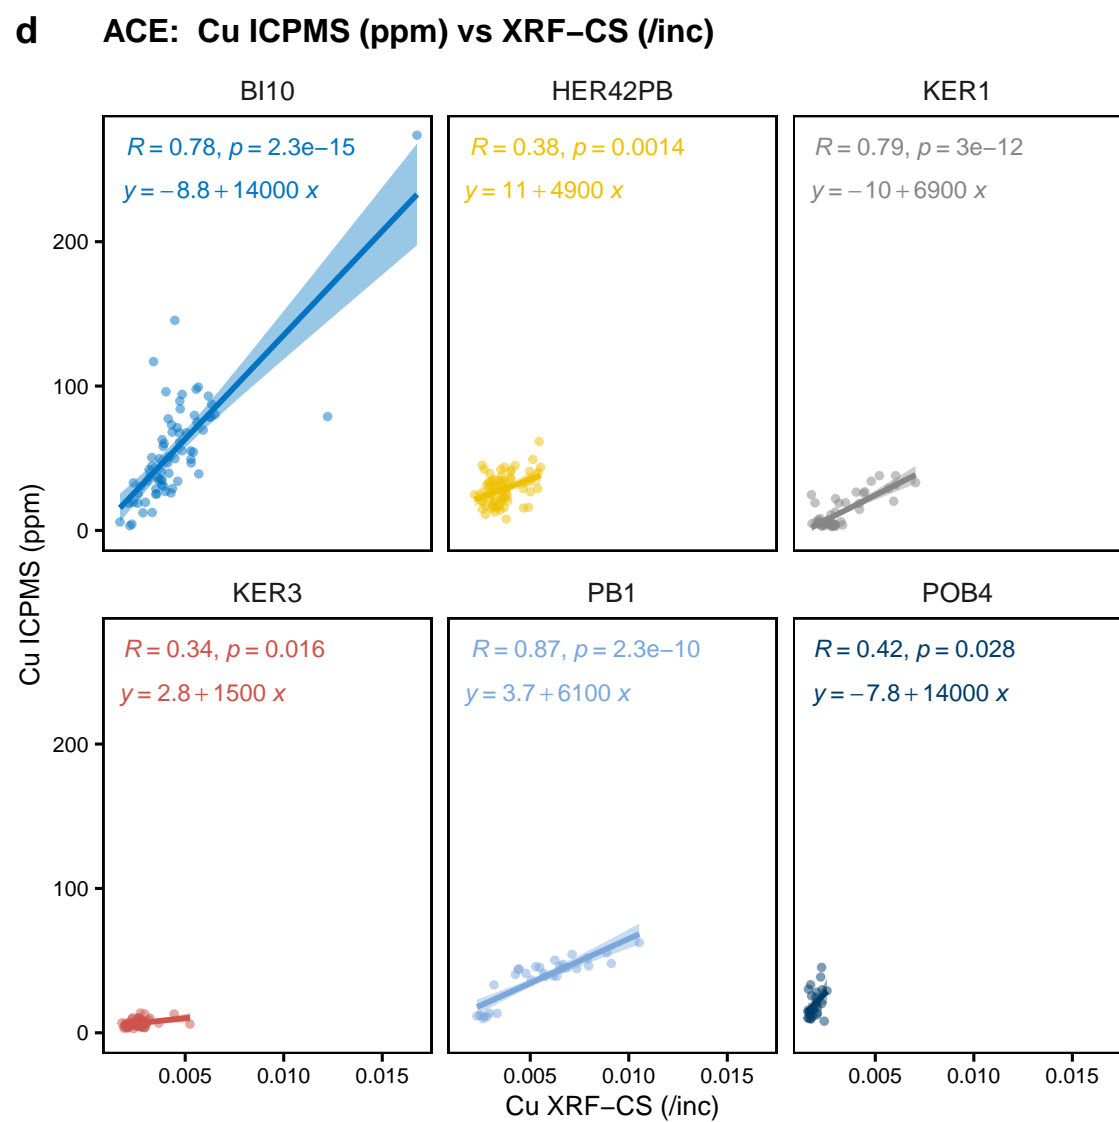 d ACE: Cu ICPMS (ppm) vs XRF−CS (/inc)
BI10 HER42PB KER1
R = 0.78, p = 2.3e−15 R = 0.38, p = 0.0014 R = 0.79, p = 3e−12
y = −8.8 + 14000 x y = 11 + 4900 x y = −10 + 6900 x
200
100
0
KER3 PB1 POB4
R = 0.34, p = 0.016 R = 0.87, p = 2.3e−10 R = 0.42, p = 0.028
y = 2.8 + 1500 x y = 3.7 + 6100 x y = −7.8 + 14000 x
200
100
0
Cu ICPMS (ppm)
0.005 0.010 0.015 0.005 0.010 0.015 0.005 0.010 0.015
Cu XRF−CS (/inc)